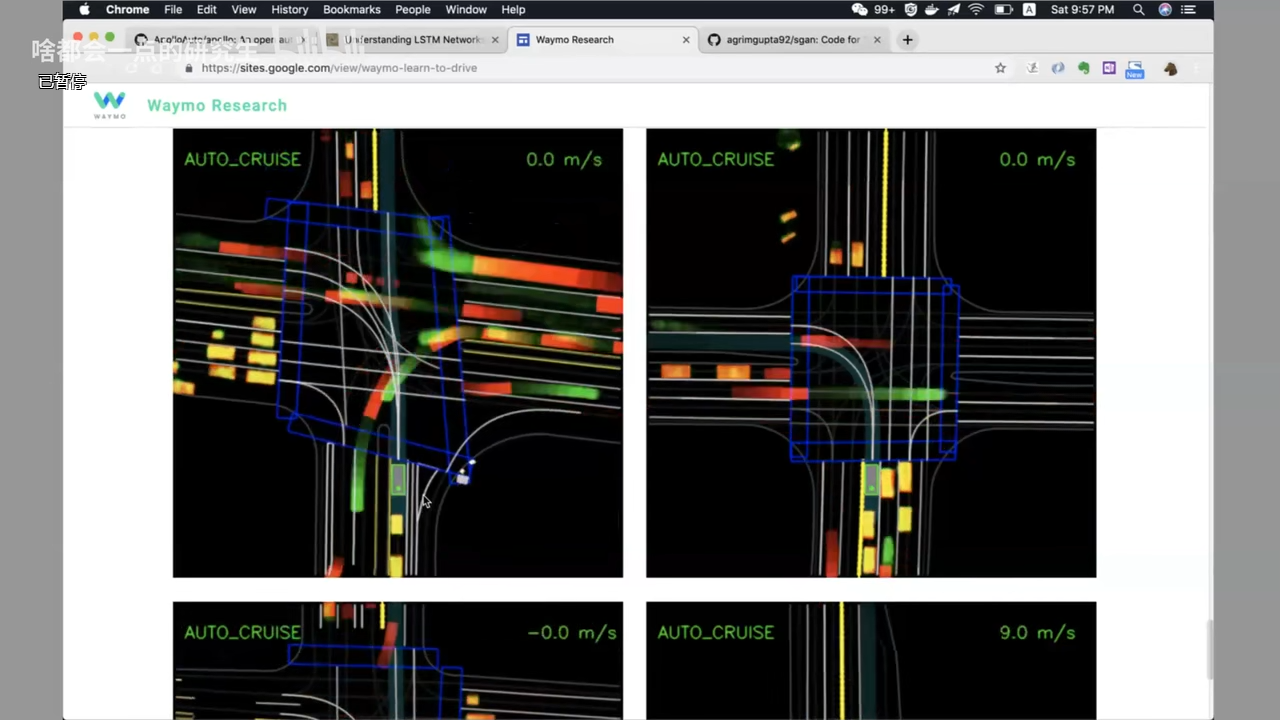 Chrome File Edit View History Bookmarks People Window Help 99+ A Sat 9:57 PM
ApolloAuto/apollo: An open aut
Understanding LSTM Network
Waymo Research
agrimgupta92/sgan: Code for
啥都会一点的研究生
bilibili
https://sites.google.com/view/waymo-learn-to-drive
New
已暂停
WAYMO
Waymo Research
AUTO_CRUISE 0.0 m/s
AUTO_CRUISE 0.0 m/s
AUTO_CRUISE -0.0 m/s
AUTO_CRUISE 9.0 m/s